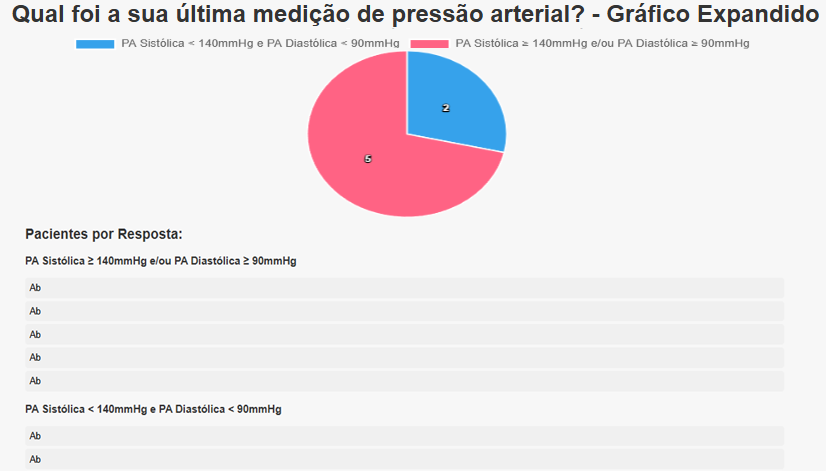 Qual foi a sua última medição de pressão arterial? - Gráfico Expandido
PA Sistólica < 140mmHg e PA Diastólica < 90mmHg PA Sistólica ≥ 140mmHg e/ou PA Diastólica ≥ 90mmHg
2
5
Pacientes por Resposta:
PA Sistólica ≥ 140mmHg e/ou PA Diastólica ≥ 90mmHg
Ab
Ab
Ab
Ab
Ab
PA Sistólica < 140mmHg e PA Diastólica < 90mmHg
Ab
Ab